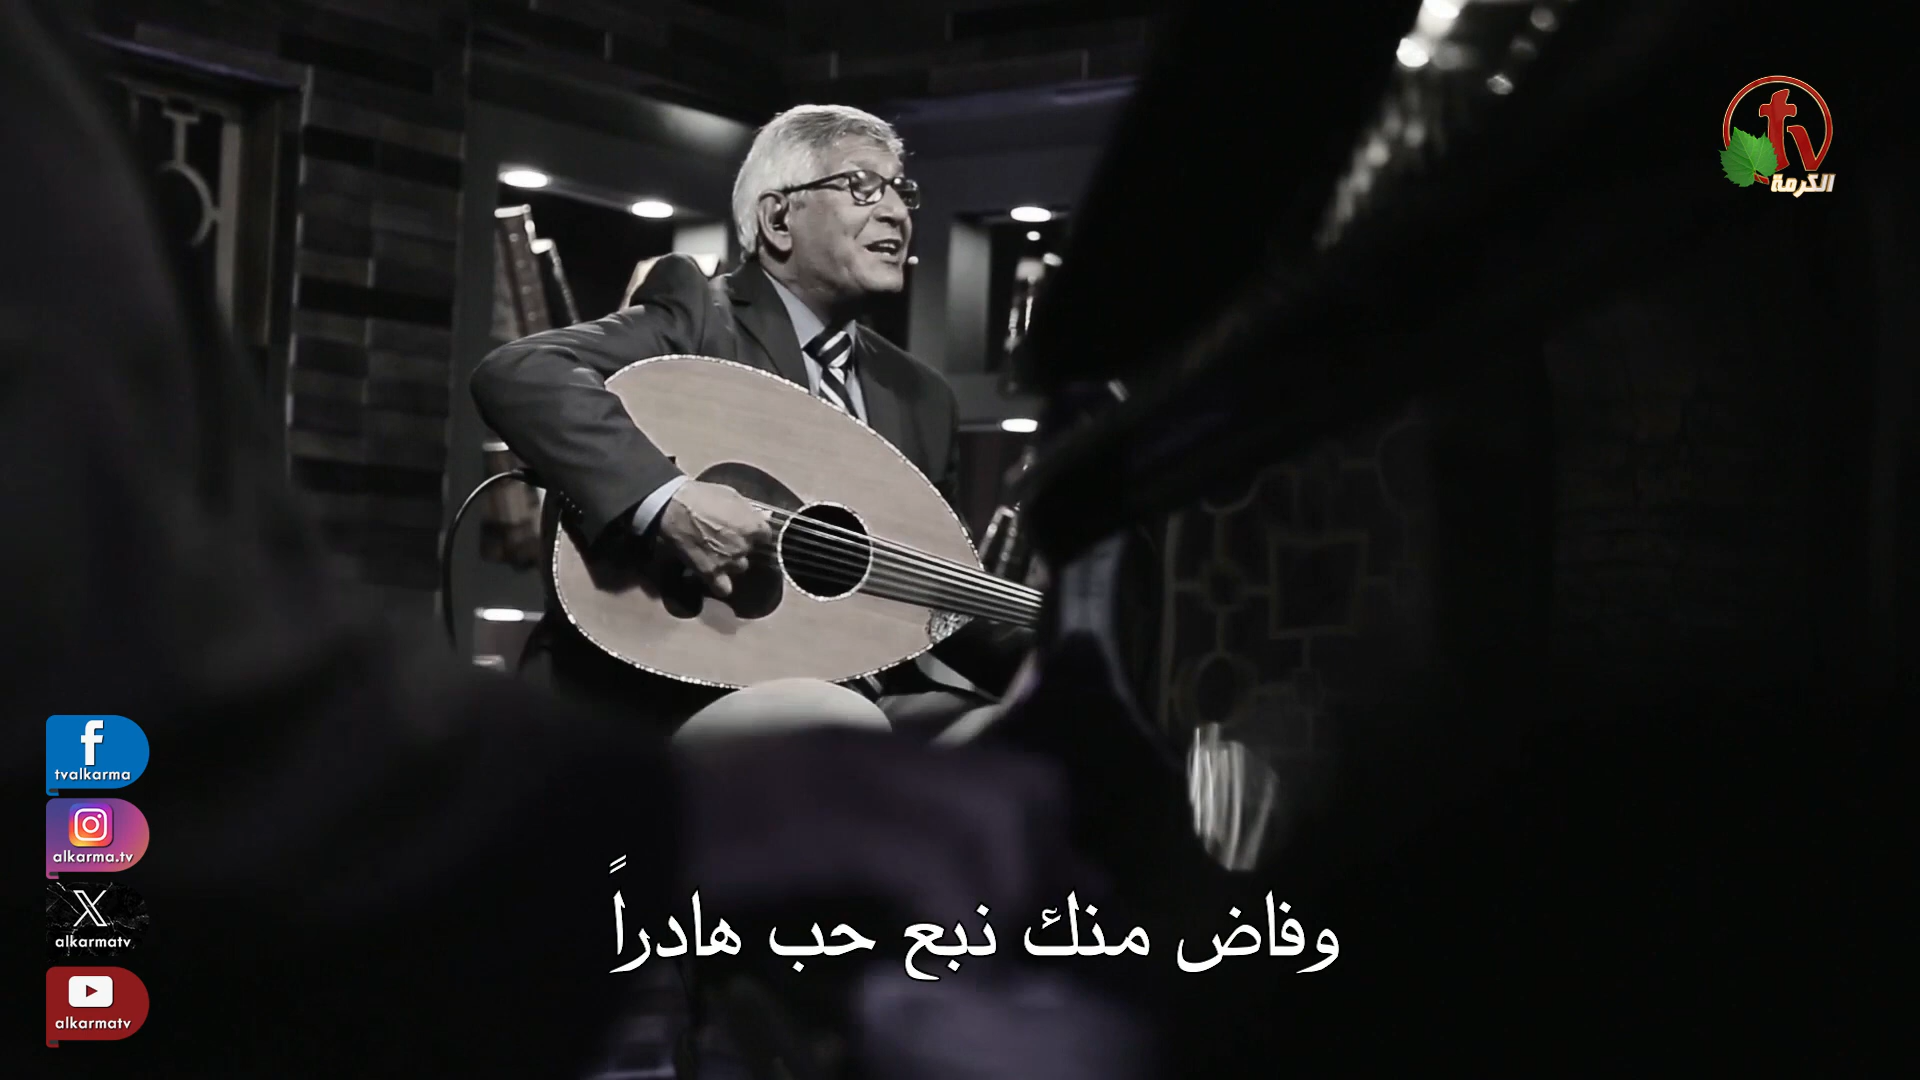 tv
الكرمة
f
tvalkarma
alkarma.tv
X
alkarmatv
alkarmatv
وفاض منك نبع حب هادراً